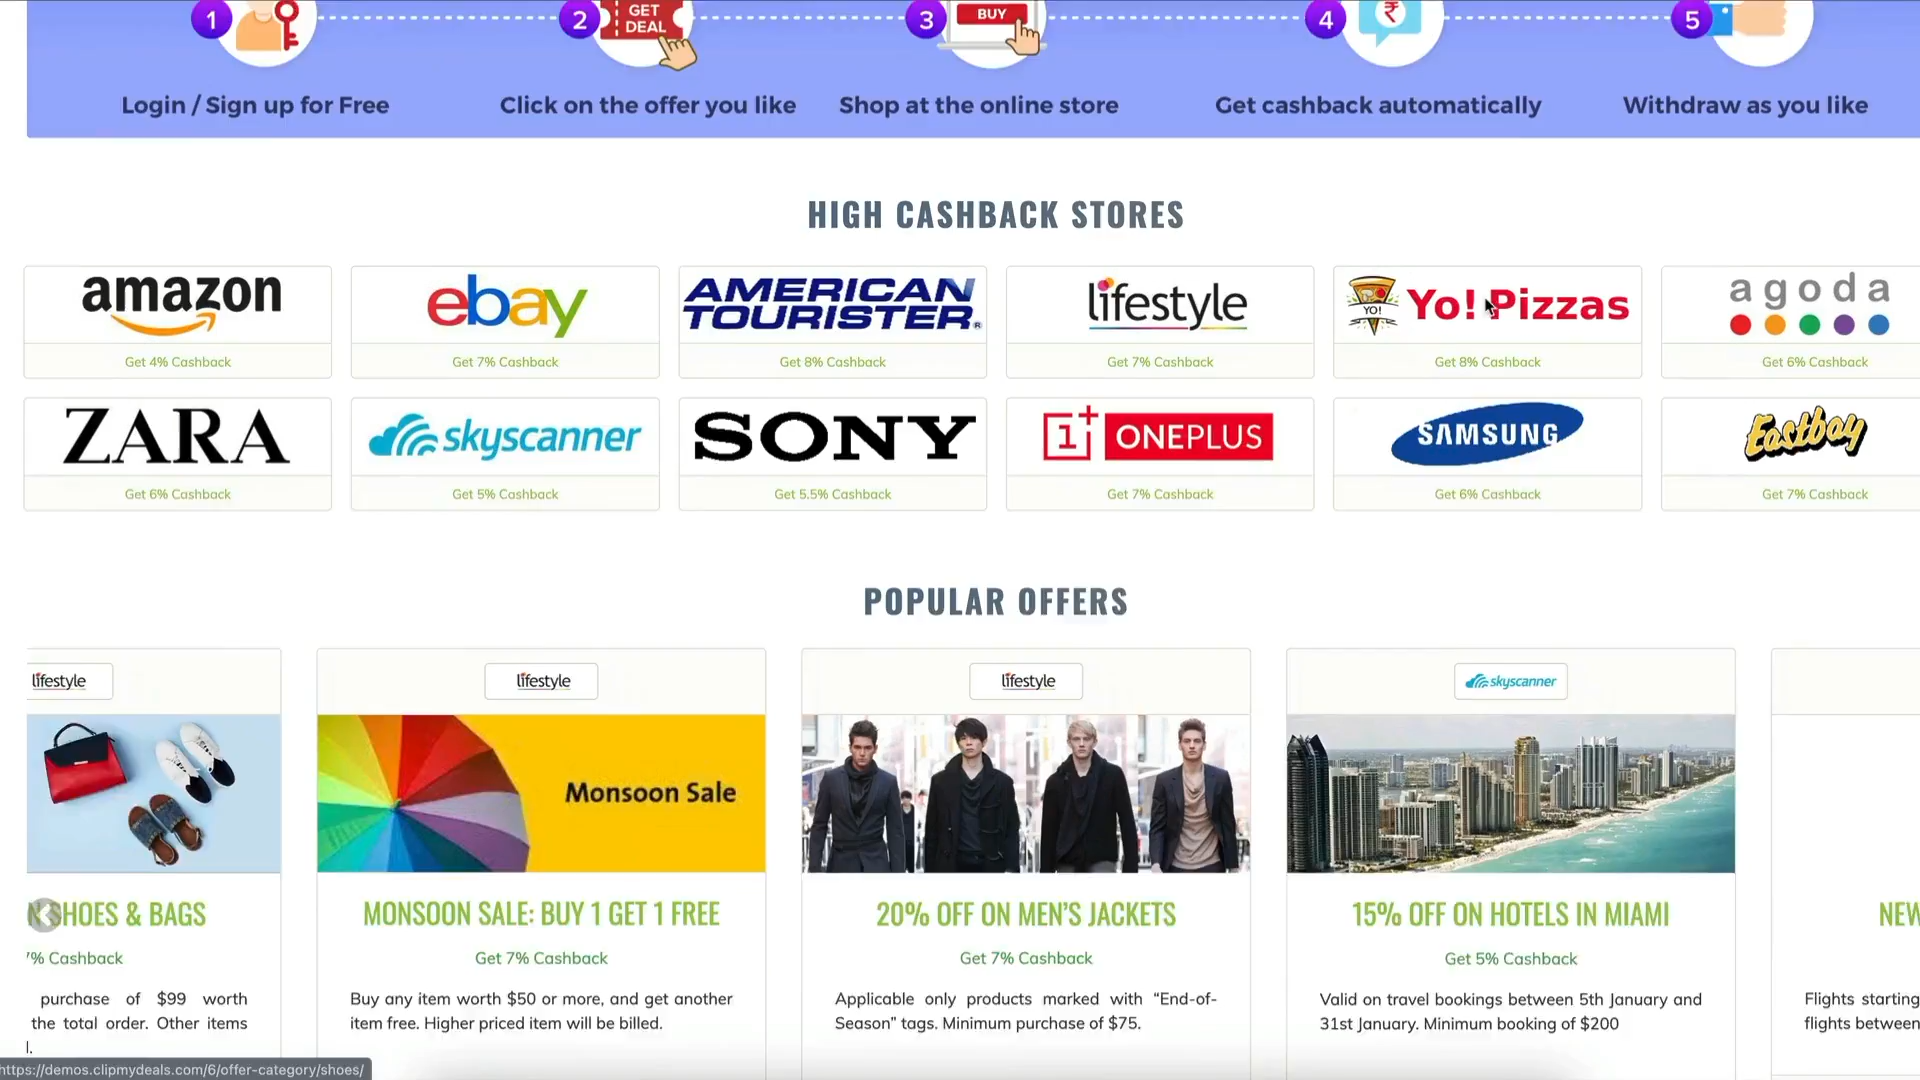 1
2
GET
DEAL
3
BUY
4
₹
5
Login / Sign up for Free
Click on the offer you like
Shop at the online store
Get cashback automatically
Withdraw as you like
HIGH CASHBACK STORES
amazon
ebay
AMERICAN
TOURISTER®
lifestyle
YO!
Yo! Pizzas
agoda
Get 4% Cashback
Get 7% Cashback
Get 8% Cashback
Get 7% Cashback
Get 8% Cashback
Get 6% Cashback
ZARA
skyscanner
SONY
1+
ONEPLUS
SAMSUNG
Eastbay
Get 6% Cashback
Get 5% Cashback
Get 5.5% Cashback
Get 7% Cashback
Get 6% Cashback
Get 7% Cashback
POPULAR OFFERS
lifestyle
lifestyle
lifestyle
skyscanner
Monsoon Sale
N SHOES & BAGS
MONSOON SALE: BUY 1 GET 1 FREE
20% OFF ON MEN'S JACKETS
15% OFF ON HOTELS IN MIAMI
NEW
% Cashback
Get 7% Cashback
Get 7% Cashback
Get 5% Cashback
purchase of $99 worth
the total order. Other items
l.
Buy any item worth $50 or more, and get another
item free. Higher priced item will be billed.
Applicable only products marked with “End-of-
Season” tags. Minimum purchase of $75.
Valid on travel bookings between 5th January and
31st January. Minimum booking of $200
Flights starting
flights between
https://demos.clipmydeals.com/6/offer-category/shoes/